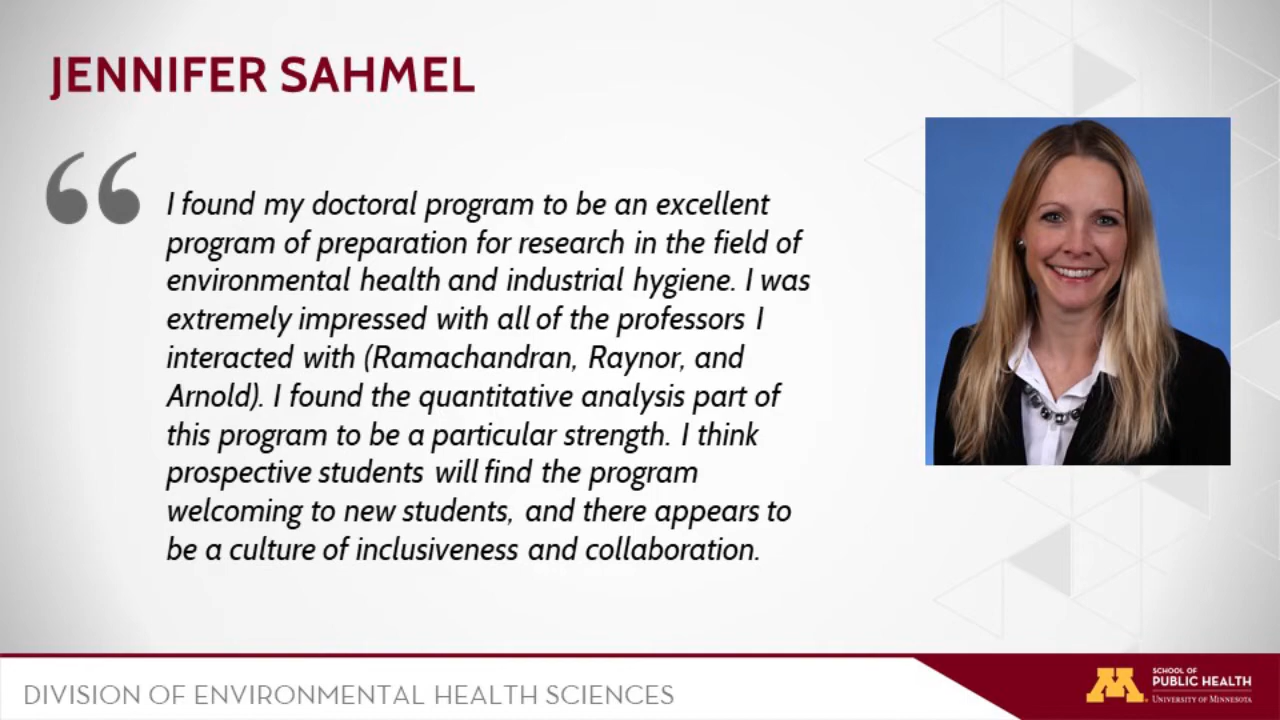 JENNIFER SAHMEL
“
I found my doctoral program to be an excellent
program of preparation for research in the field of
environmental health and industrial hygiene. I was
extremely impressed with all of the professors I
interacted with (Ramachandran, Raynor, and
Arnold). I found the quantitative analysis part of
this program to be a particular strength. I think
prospective students will find the program
welcoming to new students, and there appears to
be a culture of inclusiveness and collaboration.
DIVISION OF ENVIRONMENTAL HEALTH SCIENCES
M
SCHOOL OF
PUBLIC HEALTH
UNIVERSITY OF MINNESOTA